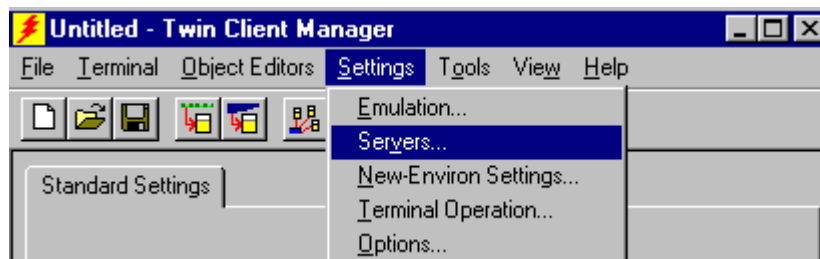 Untitled - Twin Client Manager
File Terminal Object Editors Settings Tools View Help
Emulation...
Servers...
Standard Settings
New-Environ Settings...
Terminal Operation...
Options...